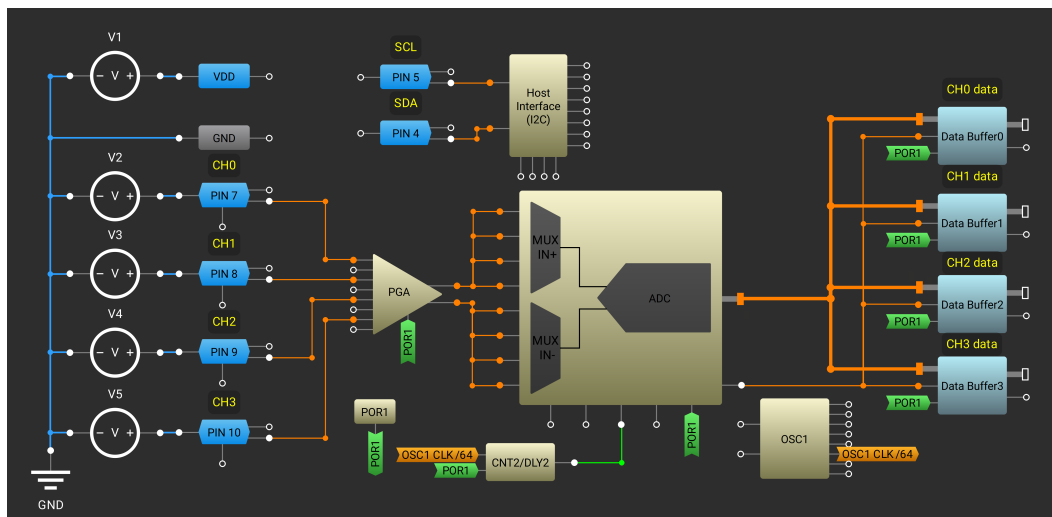 V1
− V +
VDD
GND
V2
− V +
CH0
PIN 7
V3
− V +
CH1
PIN 8
V4
− V +
CH2
PIN 9
V5
− V +
CH3
PIN 10
GND
SCL
PIN 5
SDA
PIN 4
Host
Interface
(I2C)
PGA
POR1
MUX
IN+
MUX
IN-
ADC
POR1
POR1
POR1
OSC1 CLK /64
POR1
CNT2/DLY2
OSC1
OSC1 CLK /64
CH0 data
Data Buffer0
POR1
CH1 data
Data Buffer1
POR1
CH2 data
Data Buffer2
POR1
CH3 data
Data Buffer3
POR1